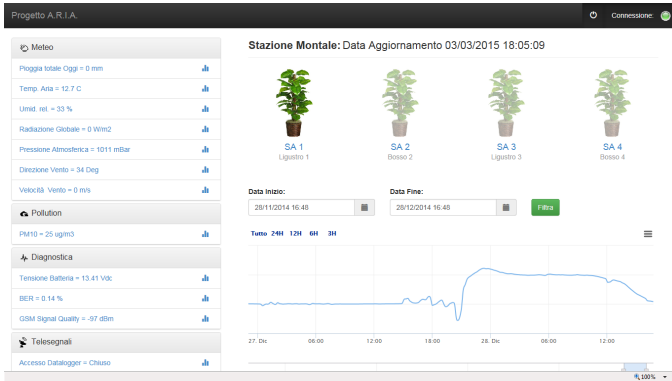 Progetto A.R.I.A.
Connessione:
Meteo
Pioggia totale Oggi = 0 mm
Temp. Aria = 12.7 C
Umid. rel. = 33 %
Radiazione Globale = 0 W/m2
Pressione Atmosferica = 1011 mBar
Direzione Vento = 34 Deg
Velocità Vento = 0 m/s
Pollution
PM10 = 25 ug/m3
Diagnostica
Tensione Batteria = 13.41 Vdc
BER = 0.14 %
GSM Signal Quality = -97 dBm
Telesegnali
Accesso Datalogger = Chiuso
Stazione Montale: Data Aggiornamento 03/03/2015 18:05:09
SA 1 SA 2 SA 3 SA 4
Ligustro 1 Bosso 2 Ligustro 3 Bosso 4
Data Inizio: Data Fine:
28/11/2014 16:48 28/12/2014 16:48 Filtra
Tutto 24H 12H 6H 3H
27. Dic 06:00 12:00 18:00 28. Dic 06:00 12:00
100%